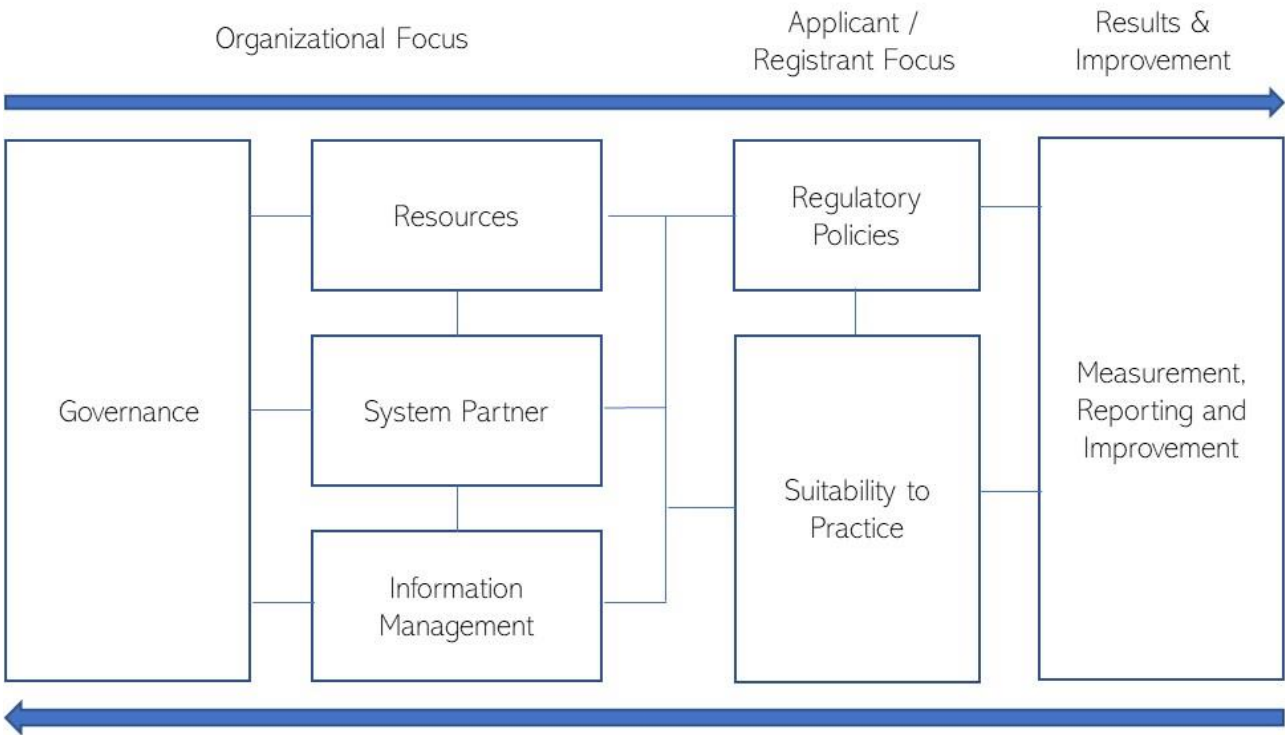 Organizational Focus
Applicant /
Registrant Focus
Results &
Improvement
Governance
Resources
System Partner
Information
Management
Regulatory
Policies
Suitability to
Practice
Measurement,
Reporting and
Improvement